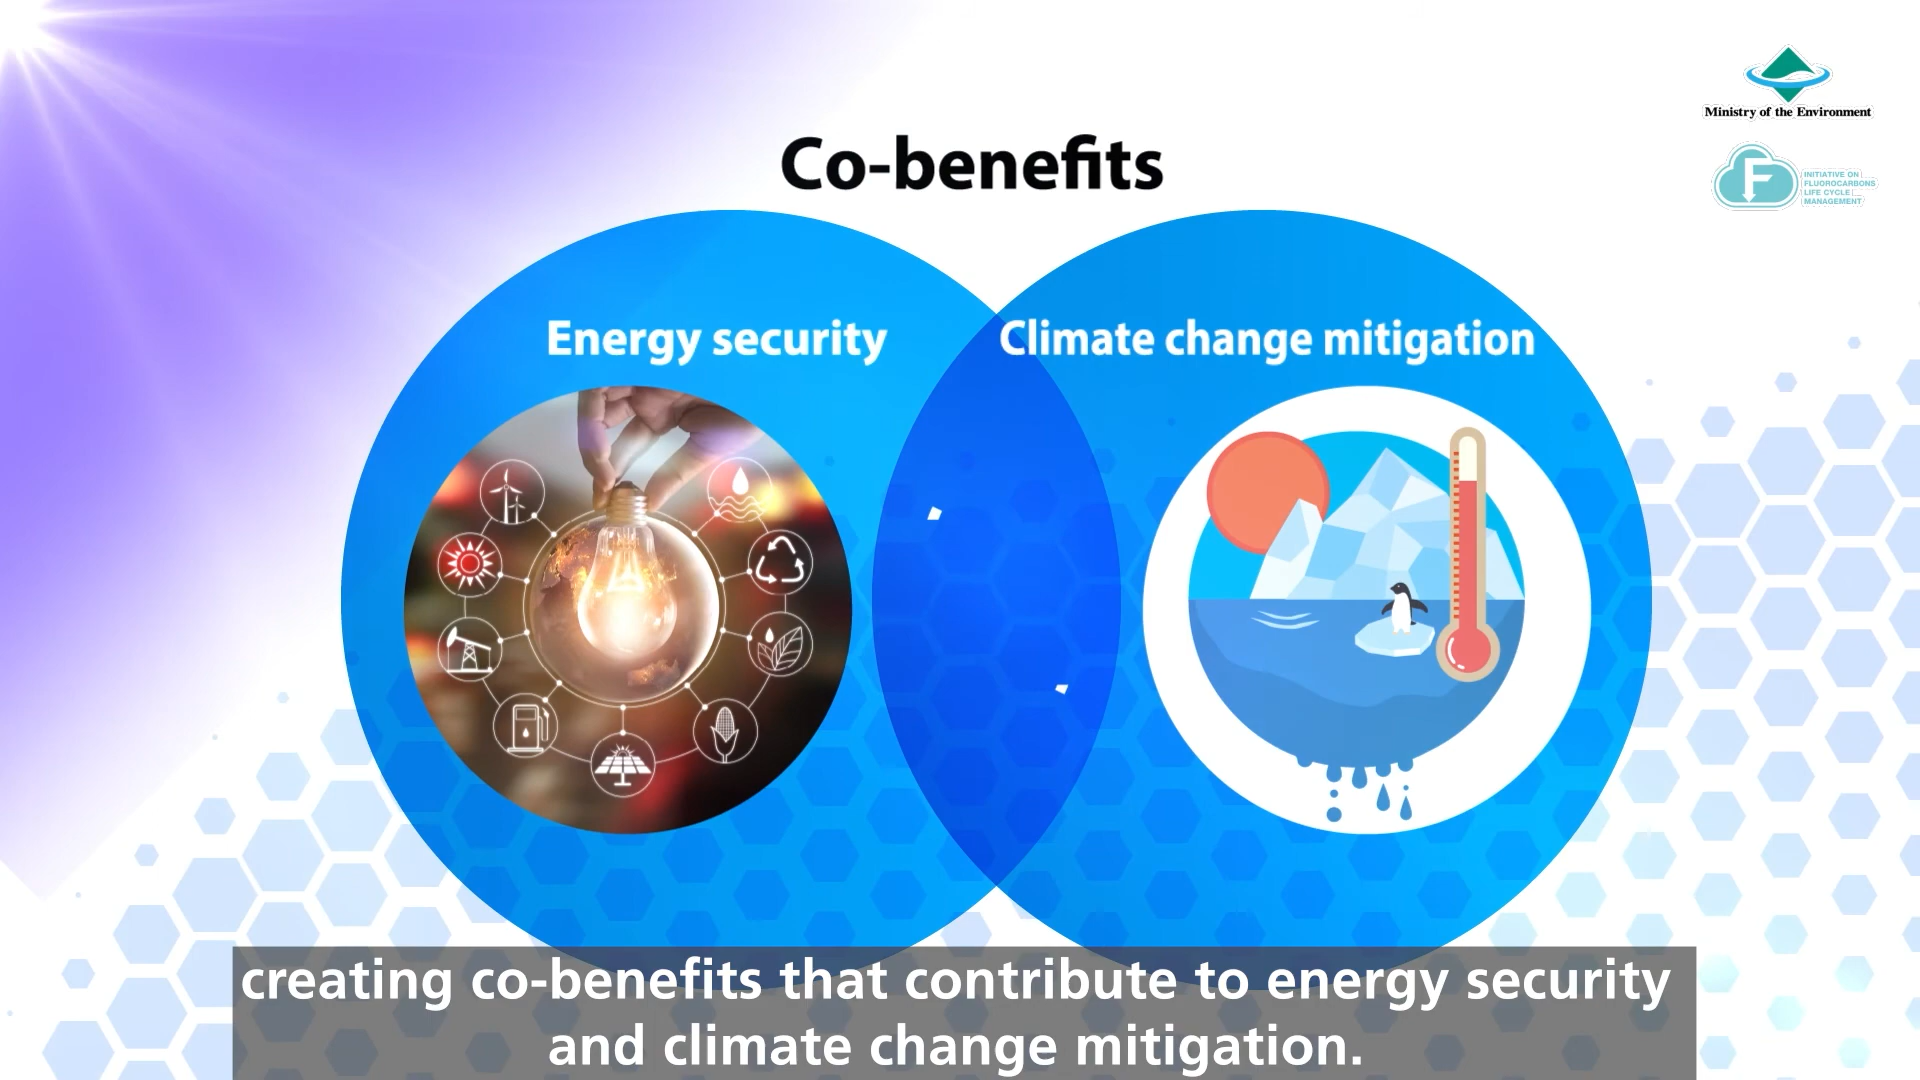 Ministry of the Environment
F
INITIATIVE ON
FLUOROCARBONS
LIFE CYCLE
MANAGEMENT
Co-benefits
Energy security
Climate change mitigation
creating co-benefits that contribute to energy security
and climate change mitigation.